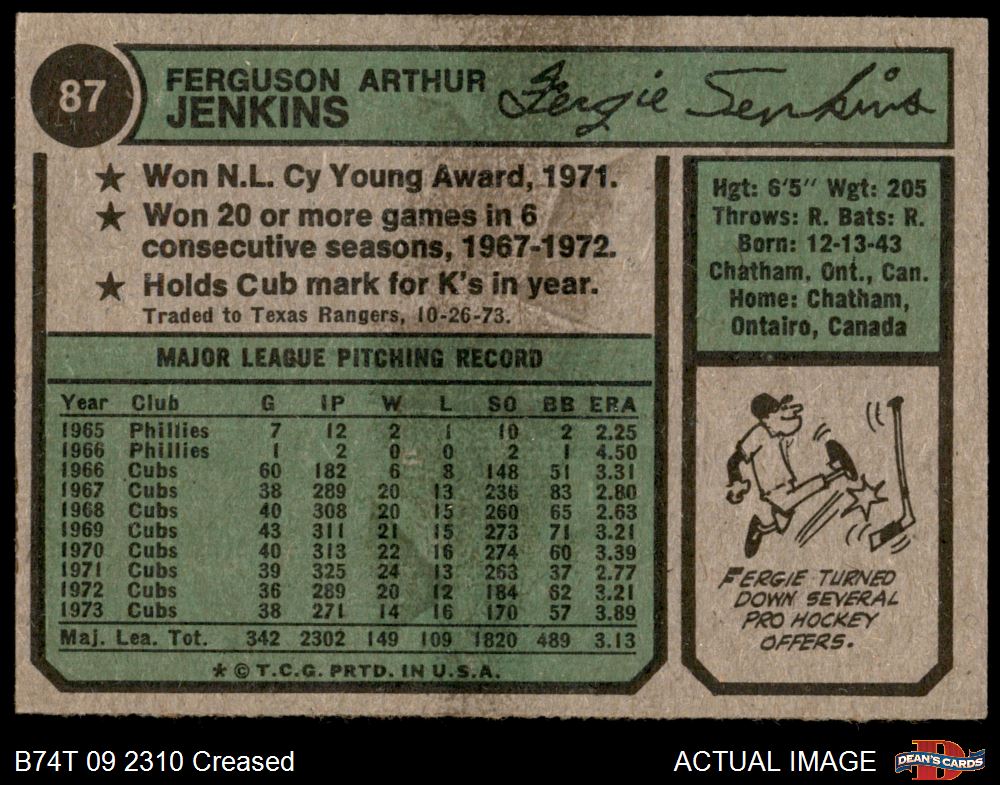 87
FERGUSON ARTHUR
JENKINS
Fergie Jenkins
★ Won N.L. Cy Young Award, 1971.
★ Won 20 or more games in 6
consecutive seasons, 1967-1972.
★ Holds Cub mark for K's in year.
Traded to Texas Rangers, 10-26-73.
MAJOR LEAGUE PITCHING RECORD
Year Club G IP W L SO BB ERA
1965 Phillies 7 12 2 1 10 2 2.25
1966 Phillies 1 2 0 0 2 1 4.50
1966 Cubs 60 182 6 8 148 51 3.31
1967 Cubs 38 289 20 13 236 83 2.80
1968 Cubs 40 308 20 15 260 65 2.63
1969 Cubs 43 311 21 15 273 71 3.21
1970 Cubs 40 313 22 16 274 60 3.39
1971 Cubs 39 325 24 13 263 37 2.77
1972 Cubs 36 289 20 12 184 62 3.21
1973 Cubs 38 271 14 16 170 57 3.89
Maj. Lea. Tot. 342 2302 149 109 1820 489 3.13
* © T.C.G. PRTD. IN U.S.A.
Hgt: 6'5" Wgt: 205
Throws: R. Bats: R.
Born: 12-13-43
Chatham, Ont., Can.
Home: Chatham,
Ontairo, Canada
FERGIE TURNED
DOWN SEVERAL
PRO HOCKEY
OFFERS.
B74T 09 2310 Creased
ACTUAL IMAGE
D
DEAN'S CARDS